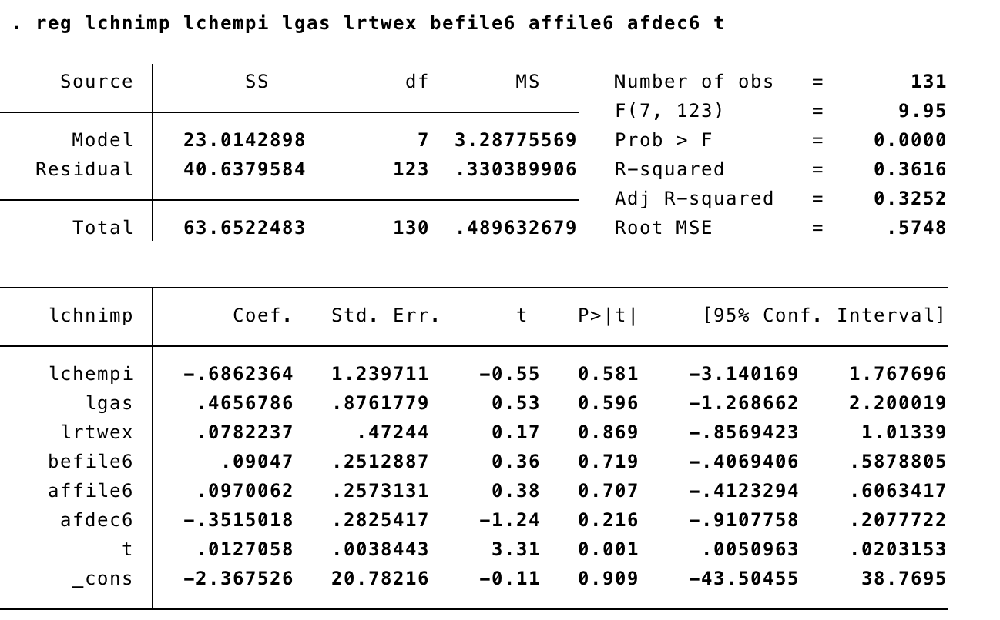 . reg lchnimp lchempi lgas lrtwex befile6 affile6 afdec6 t
Source SS df MS Number of obs = 131
F(7, 123) = 9.95
Model 23.0142898 7 3.28775569 Prob > F = 0.0000
Residual 40.6379584 123 .330389906 R-squared = 0.3616
Adj R-squared = 0.3252
Total 63.6522483 130 .489632679 Root MSE = .5748
lchnimp Coef. Std. Err. t P>|t| [95% Conf. Interval]
lchempi -.6862364 1.239711 -0.55 0.581 -3.140169 1.767696
lgas .4656786 .8761779 0.53 0.596 -1.268662 2.200019
lrtwex .0782237 .47244 0.17 0.869 -.8569423 1.01339
befile6 .09047 .2512887 0.36 0.719 -.4069406 .5878805
affile6 .0970062 .2573131 0.38 0.707 -.4123294 .6063417
afdec6 -.3515018 .2825417 -1.24 0.216 -.9107758 .2077722
t .0127058 .0038443 3.31 0.001 .0050963 .0203153
_cons -2.367526 20.78216 -0.11 0.909 -43.50455 38.7695